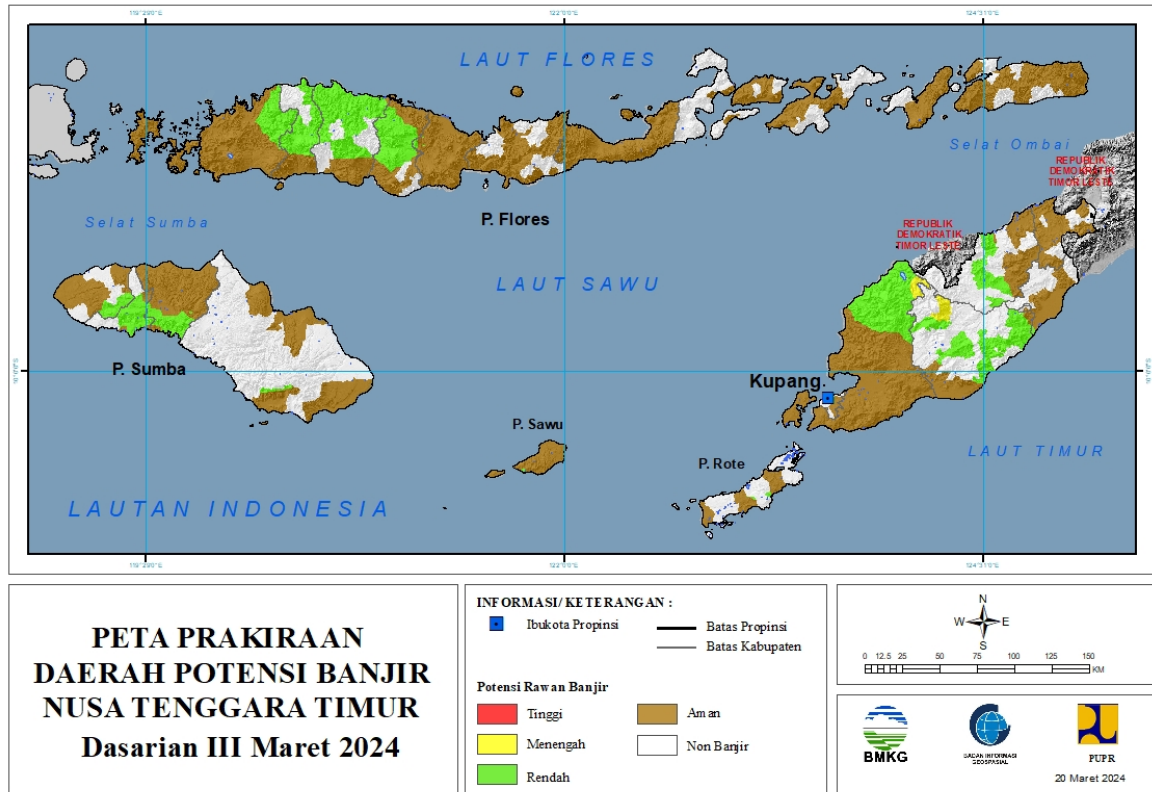 LAUT FLORES
Selat Ombai
REPUBLIK
DEMOKRATIK
TIMOR LESTE
P. Flores
Selat Sumba
REPUBLIK
DEMOKRATIK
TIMOR LESTE
LAUT SAWU
P. Sumba
Kupang.
P. Sawu
P. Rote
LAUT TIMUR
LAUTAN INDONESIA
PETA PRAKIRAAN
DAERAH POTENSI BANJIR
NUSA TENGGARA TIMUR
Dasarian III Maret 2024
INFORMASI/ KETERANGAN :
Ibukota Propinsi
Batas Propinsi
Batas Kabupaten
Potensi Rawan Banjir
Tinggi
Aman
Menengah
Non Banjir
Rendah
N
W E
S
0 12.5 25 50 75 100 125 150
KM
BMKG
BADAN INFORMASI
GEOSPASIAL
PUPR
20 Maret 2024